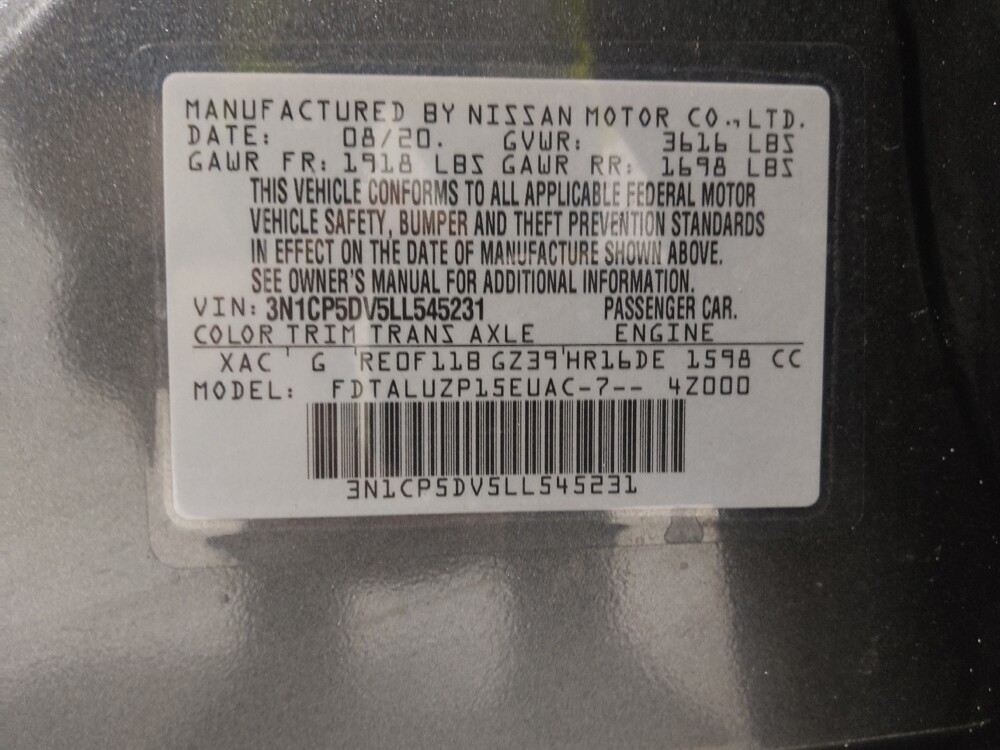 MANUFACTURED BY NISSAN MOTOR CO., LTD.
DATE: 08/20. GVWR: 3616 LBS
GAWR FR: 1918 LBS GAWR RR: 1698 LBS
THIS VEHICLE CONFORMS TO ALL APPLICABLE FEDERAL MOTOR
VEHICLE SAFETY, BUMPER AND THEFT PREVENTION STANDARDS
IN EFFECT ON THE DATE OF MANUFACTURE SHOWN ABOVE.
SEE OWNER'S MANUAL FOR ADDITIONAL INFORMATION.
VIN: 3N1CP5DV5LL545231 PASSENGER CAR.
COLOR TRIM TRANS AXLE ENGINE
XAC G RE0F11B GZ39 HR16DE 1598 CC
MODEL: FDTALUZP15EUAC-7-- 4Z000
3N1CP5DV5LL545231